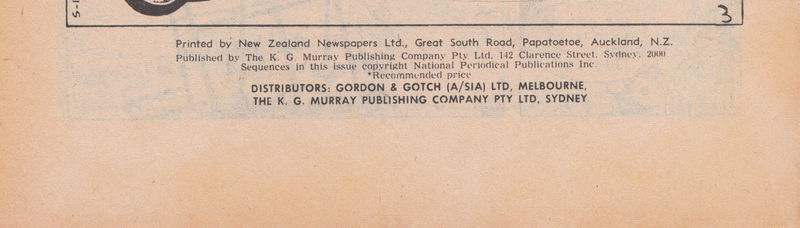 5-1
3
Printed by New Zealand Newspapers Ltd., Great South Road, Papatoetoe, Auckland, N.Z.
Published by The K. G. Murray Publishing Company Pty Ltd. 142 Clarence Street, Sydney. 2000
Sequences in this issue copyright National Periodical Publications Inc
*Recommended price
DISTRIBUTORS: GORDON & GOTCH (A/SIA) LTD, MELBOURNE,
THE K. G. MURRAY PUBLISHING COMPANY PTY LTD, SYDNEY